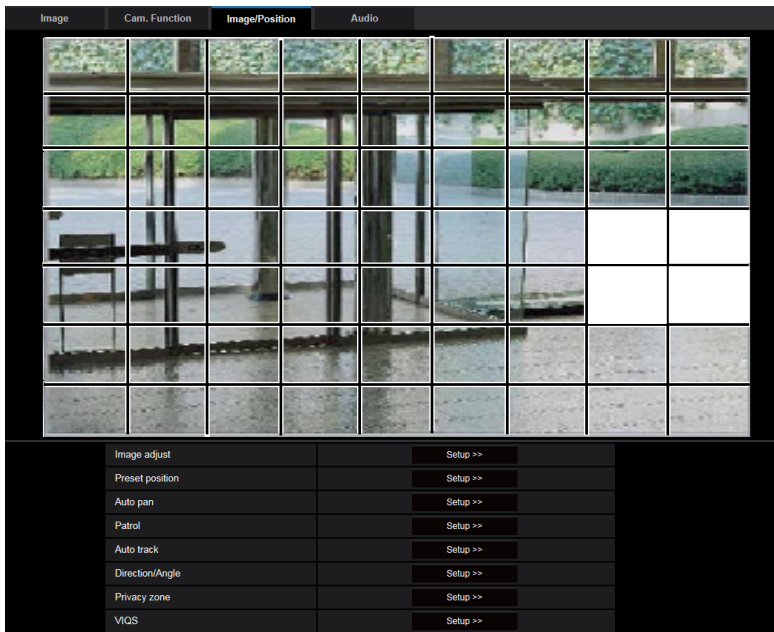 Image Cam. Function Image/Position Audio
Image adjust Setup >>
Preset position Setup >>
Auto pan Setup >>
Patrol Setup >>
Auto track Setup >>
Direction/Angle Setup >>
Privacy zone Setup >>
VIQS Setup >>